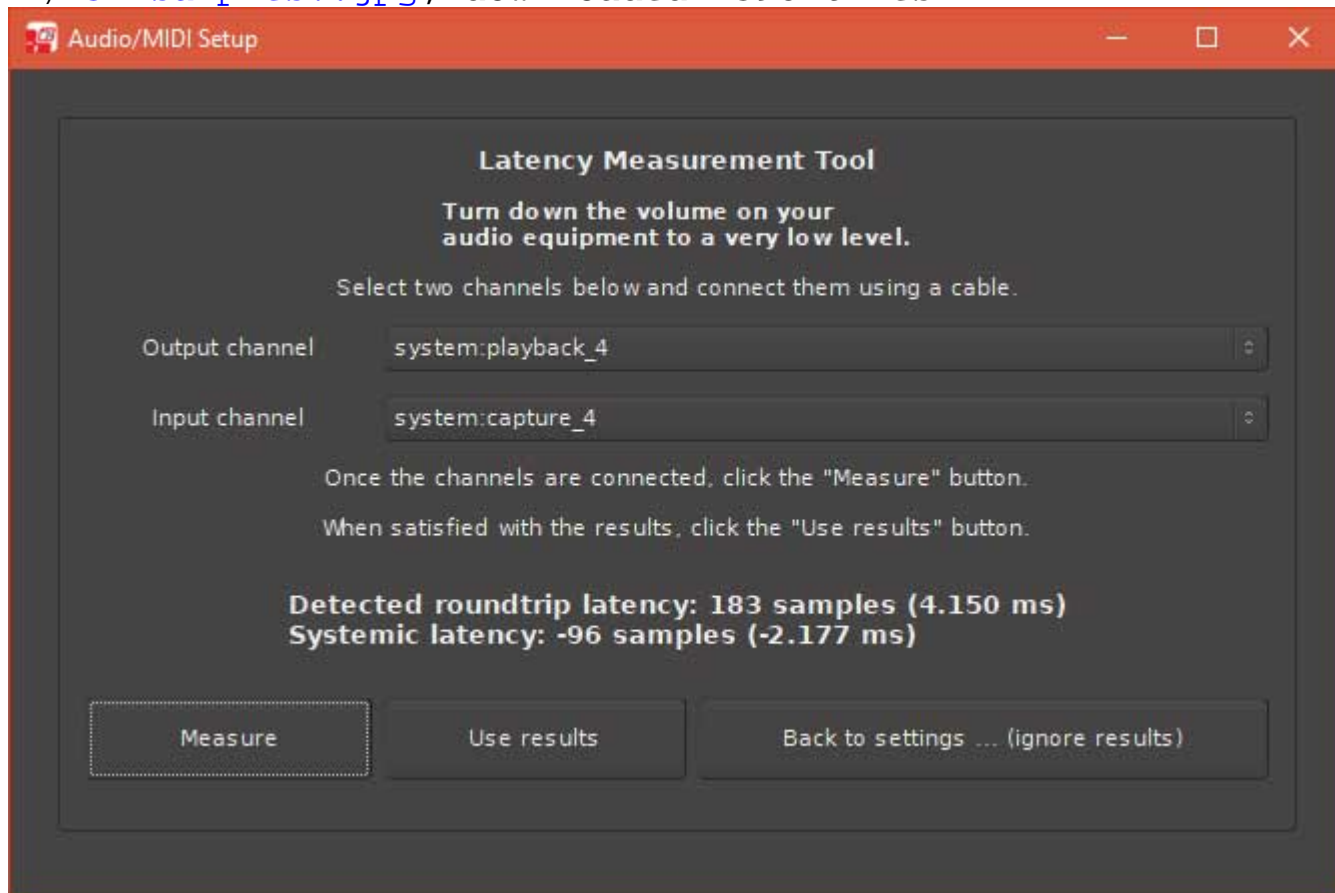 Audio/MIDI Setup
Latency Measurement Tool
Turn down the volume on your
audio equipment to a very low level.
Select two channels below and connect them using a cable.
Output channel system:playback_4
Input channel system:capture_4
Once the channels are connected, click the "Measure" button.
When satisfied with the results, click the "Use results" button.
Detected roundtrip latency: 183 samples (4.150 ms)
Systemic latency: -96 samples (-2.177 ms)
Measure Use results Back to settings ... (ignore results)